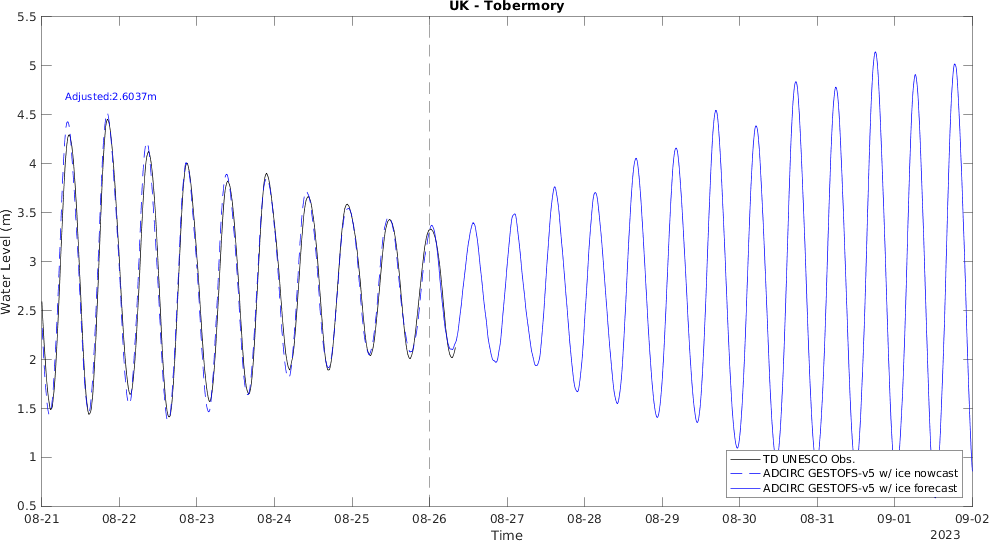 UK - Tobermory
5.5
5
4.5
4
3.5
3
2.5
2
1.5
1
0.5
Water Level (m)
Adjusted:2.6037m
TD UNESCO Obs.
ADCIRC GESTOFS-v5 w/ ice nowcast
ADCIRC GESTOFS-v5 w/ ice forecast
08-21 08-22 08-23 08-24 08-25 08-26 08-27 08-28 08-29 08-30 08-31 09-01 09-02
Time
2023